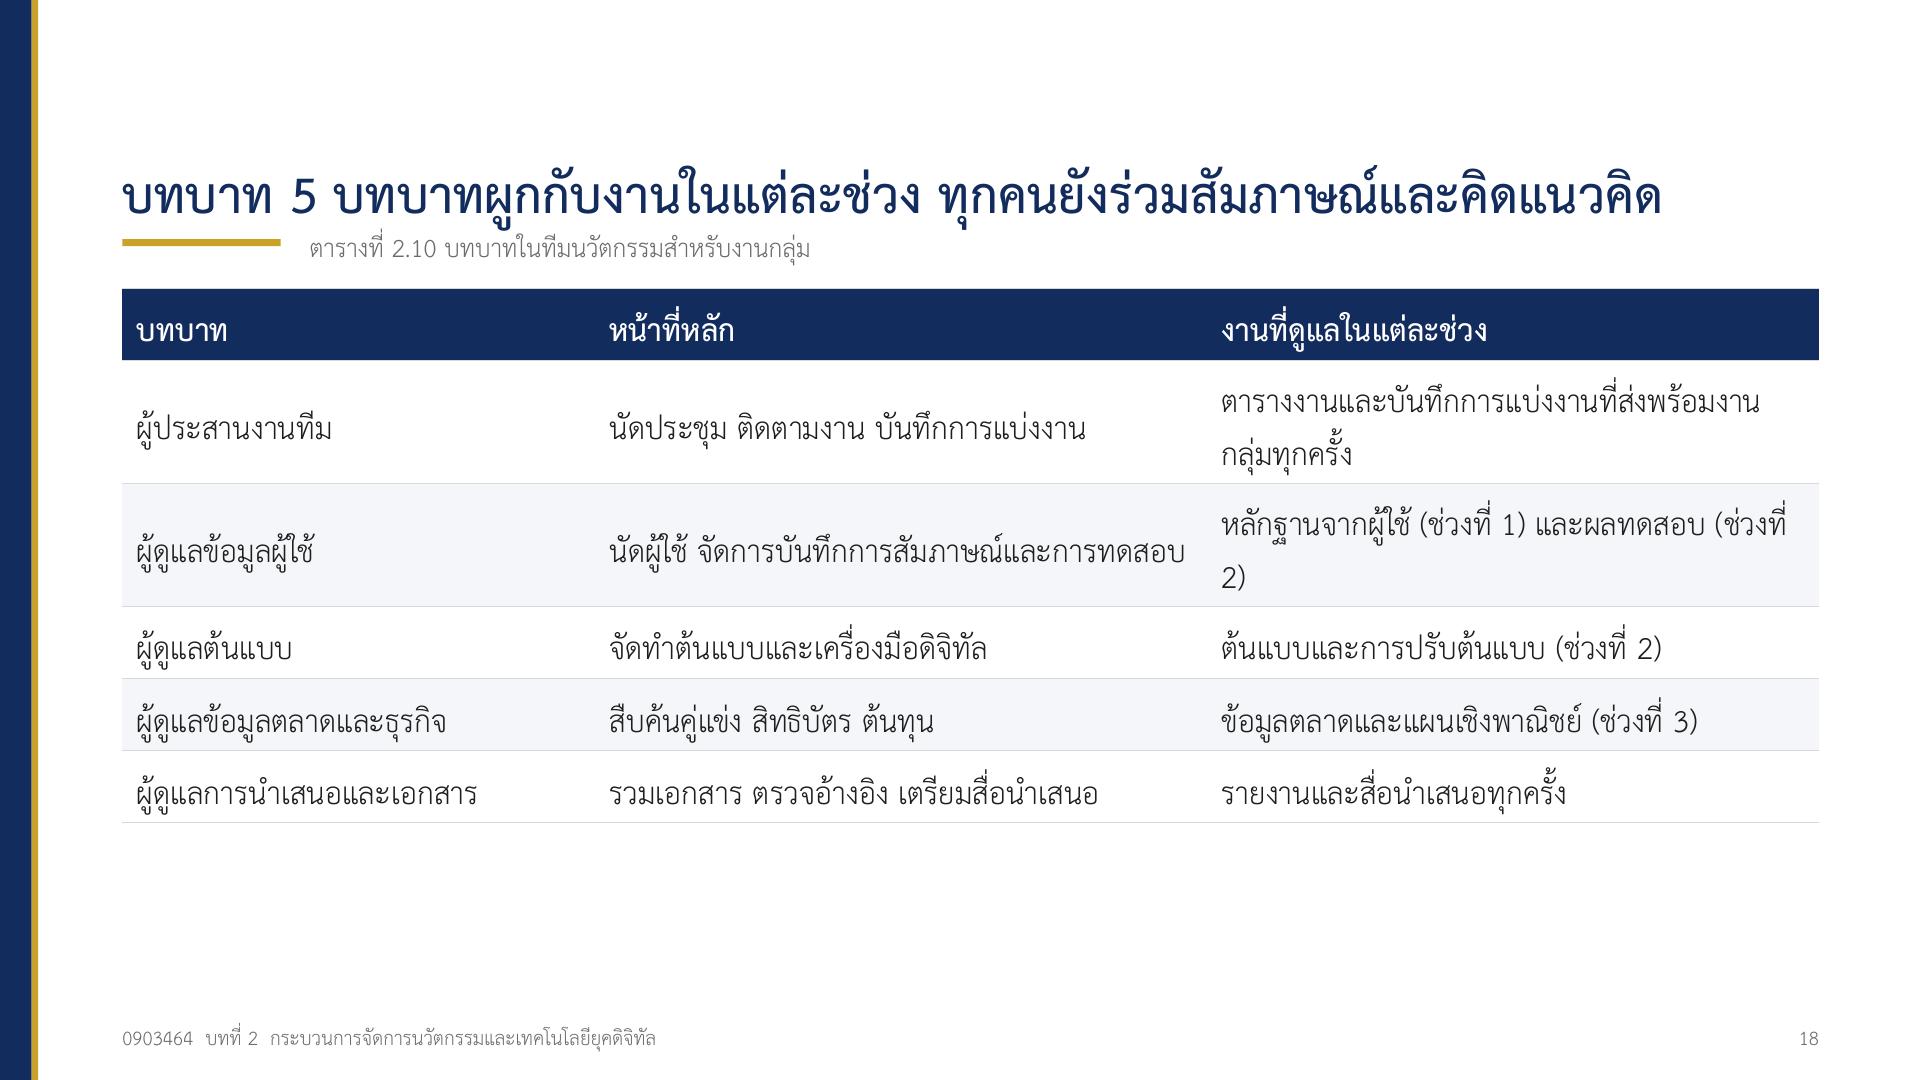 บทบาท 5 บทบาทผูกกับงานในแต่ละช่วง ทุกคนยังร่วมสัมภาษณ์และคิดแนวคิด
ตารางที่ 2.10 บทบาทในทีมนวัตกรรมสำหรับงานกลุ่ม
บทบาท หน้าที่หลัก งานที่ดูแลในแต่ละช่วง
ผู้ประสานงานทีม นัดประชุม ติดตามงาน บันทึกการแบ่งงาน ตารางงานและบันทึกการแบ่งงานที่ส่งพร้อมงาน
กลุ่มทุกครั้ง
ผู้ดูแลข้อมูลผู้ใช้ นัดผู้ใช้ จัดการบันทึกการสัมภาษณ์และการทดสอบ หลักฐานจากผู้ใช้ (ช่วงที่ 1) และผลทดสอบ (ช่วงที่
2)
ผู้ดูแลต้นแบบ จัดทำต้นแบบและเครื่องมือดิจิทัล ต้นแบบและการปรับต้นแบบ (ช่วงที่ 2)
ผู้ดูแลข้อมูลตลาดและธุรกิจ สืบค้นคู่แข่ง สิทธิบัตร ต้นทุน ข้อมูลตลาดและแผนเชิงพาณิชย์ (ช่วงที่ 3)
ผู้ดูแลการนำเสนอและเอกสาร รวมเอกสาร ตรวจอ้างอิง เตรียมสื่อนำเสนอ รายงานและสื่อนำเสนอทุกครั้ง
0903464 บทที่ 2 กระบวนการจัดการนวัตกรรมและเทคโนโลยียุคดิจิทัล 18